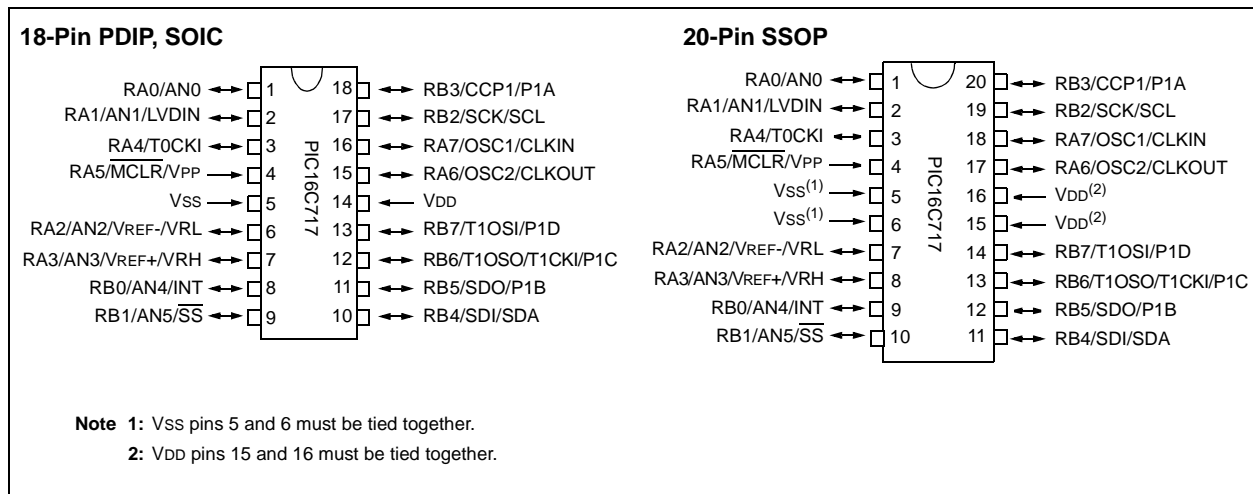 18-Pin PDIP, SOIC
RA0/AN0 1 18 RB3/CCP1/P1A
RA1/AN1/LVDIN 2 17 RB2/SCK/SCL
RA4/T0CKI 3 16 RA7/OSC1/CLKIN
RA5/MCLR/VPP 4 15 RA6/OSC2/CLKOUT
VSS 5 14 VDD
RA2/AN2/VREF-/VRL 6 13 RB7/T1OSI/P1D
RA3/AN3/VREF+/VRH 7 12 RB6/T1OSO/T1CKI/P1C
RB0/AN4/INT 8 11 RB5/SDO/P1B
RB1/AN5/SS 9 10 RB4/SDI/SDA
PIC16C717
20-Pin SSOP
RA0/AN0 1 20 RB3/CCP1/P1A
RA1/AN1/LVDIN 2 19 RB2/SCK/SCL
RA4/T0CKI 3 18 RA7/OSC1/CLKIN
RA5/MCLR/VPP 4 17 RA6/OSC2/CLKOUT
VSS(1) 5 16 VDD(2)
VSS(1) 6 15 VDD(2)
RA2/AN2/VREF-/VRL 7 14 RB7/T1OSI/P1D
RA3/AN3/VREF+/VRH 8 13 RB6/T1OSO/T1CKI/P1C
RB0/AN4/INT 9 12 RB5/SDO/P1B
RB1/AN5/SS 10 11 RB4/SDI/SDA
PIC16C717
Note 1: VSS pins 5 and 6 must be tied together.
2: VDD pins 15 and 16 must be tied together.